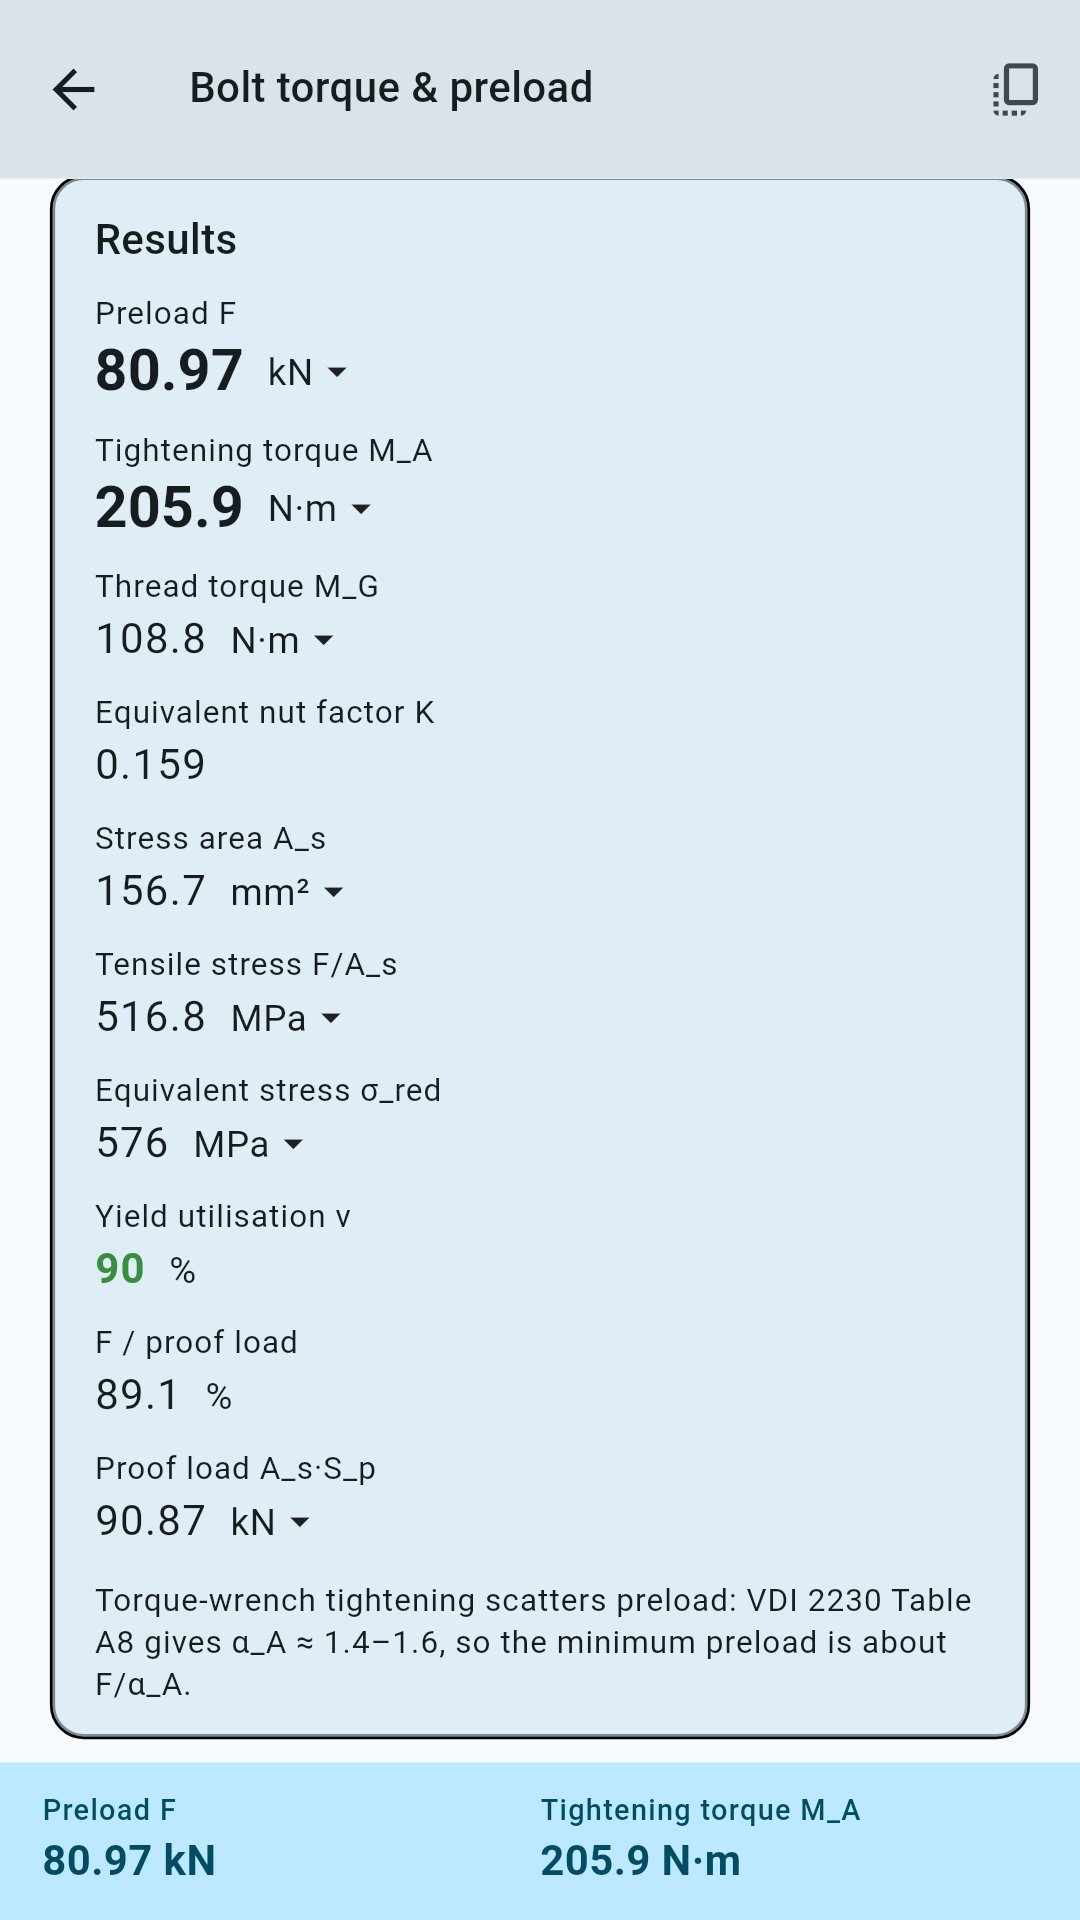 Bolt torque & preload
Results
Preload F
80.97 kN
Tightening torque M_A
205.9 N·m
Thread torque M_G
108.8 N·m
Equivalent nut factor K
0.159
Stress area A_s
156.7 mm²
Tensile stress F/A_s
516.8 MPa
Equivalent stress σ_red
576 MPa
Yield utilisation ν
90 %
F / proof load
89.1 %
Proof load A_s·S_p
90.87 kN
Torque-wrench tightening scatters preload: VDI 2230 Table
A8 gives α_A ≈ 1.4–1.6, so the minimum preload is about
F/α_A.
Preload F
80.97 kN
Tightening torque M_A
205.9 N·m